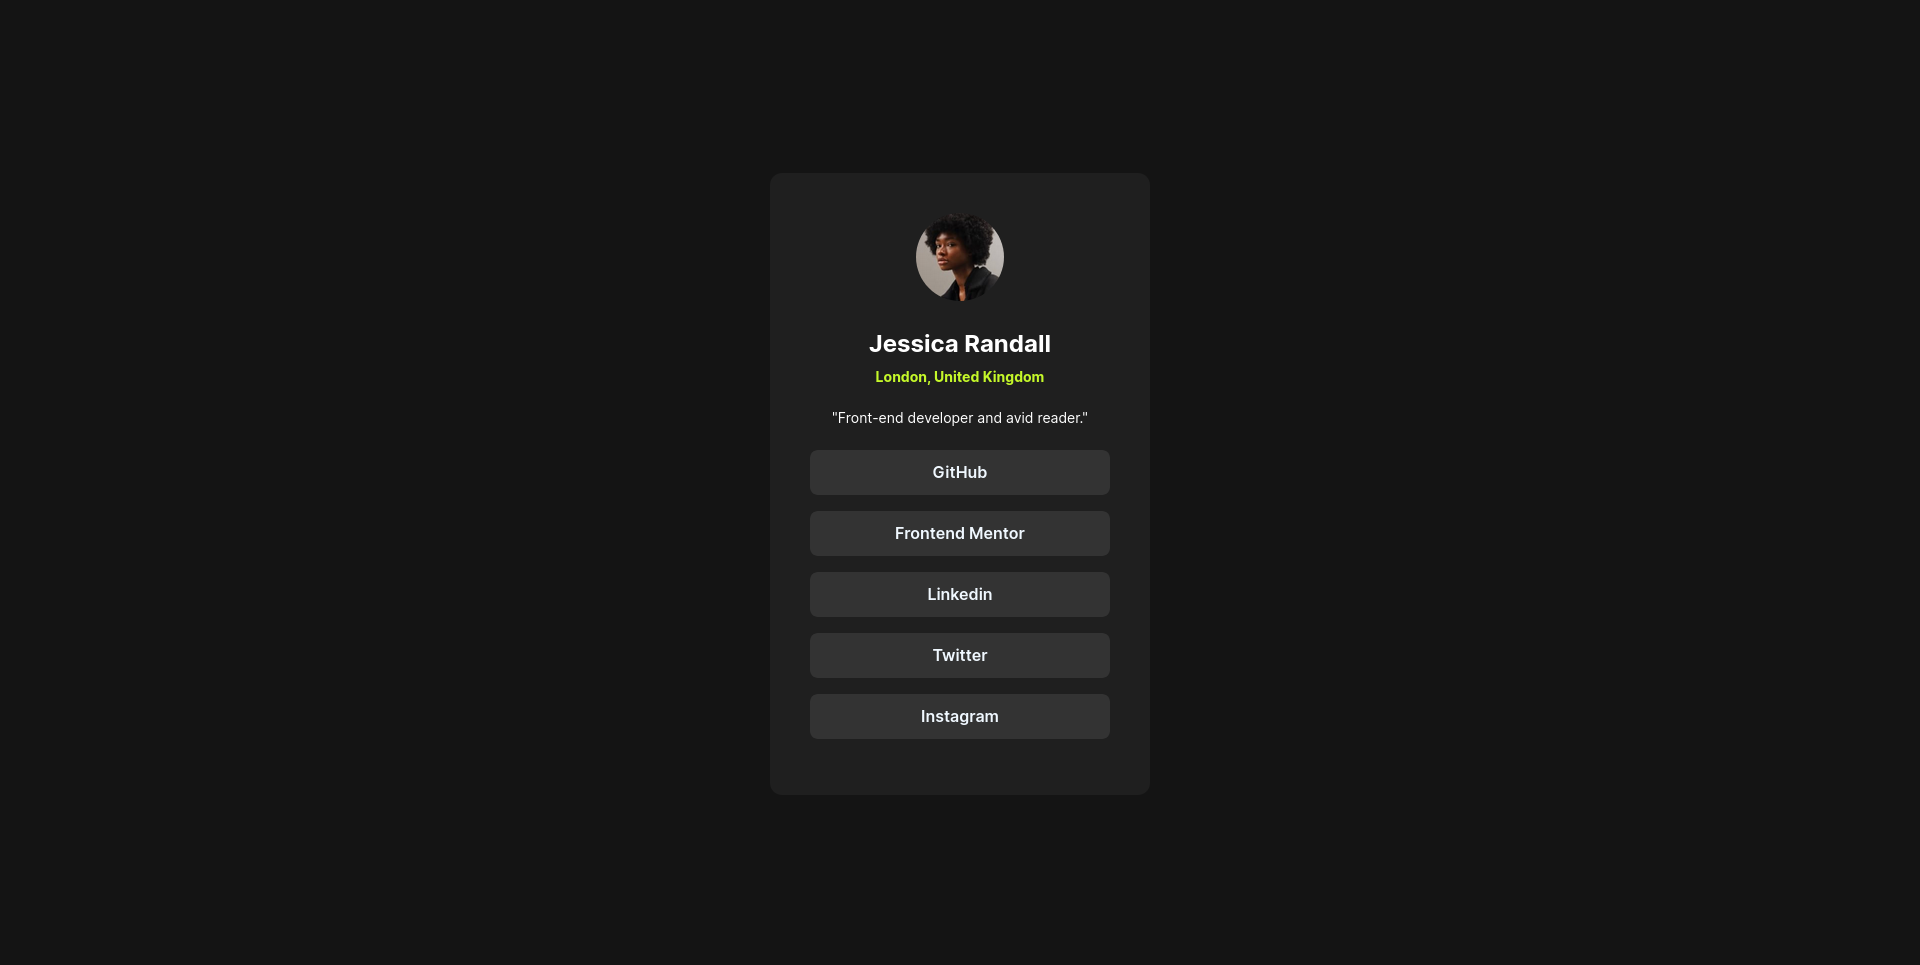 Jessica Randall
London, United Kingdom
"Front-end developer and avid reader."
GitHub
Frontend Mentor
Linkedin
Twitter
Instagram